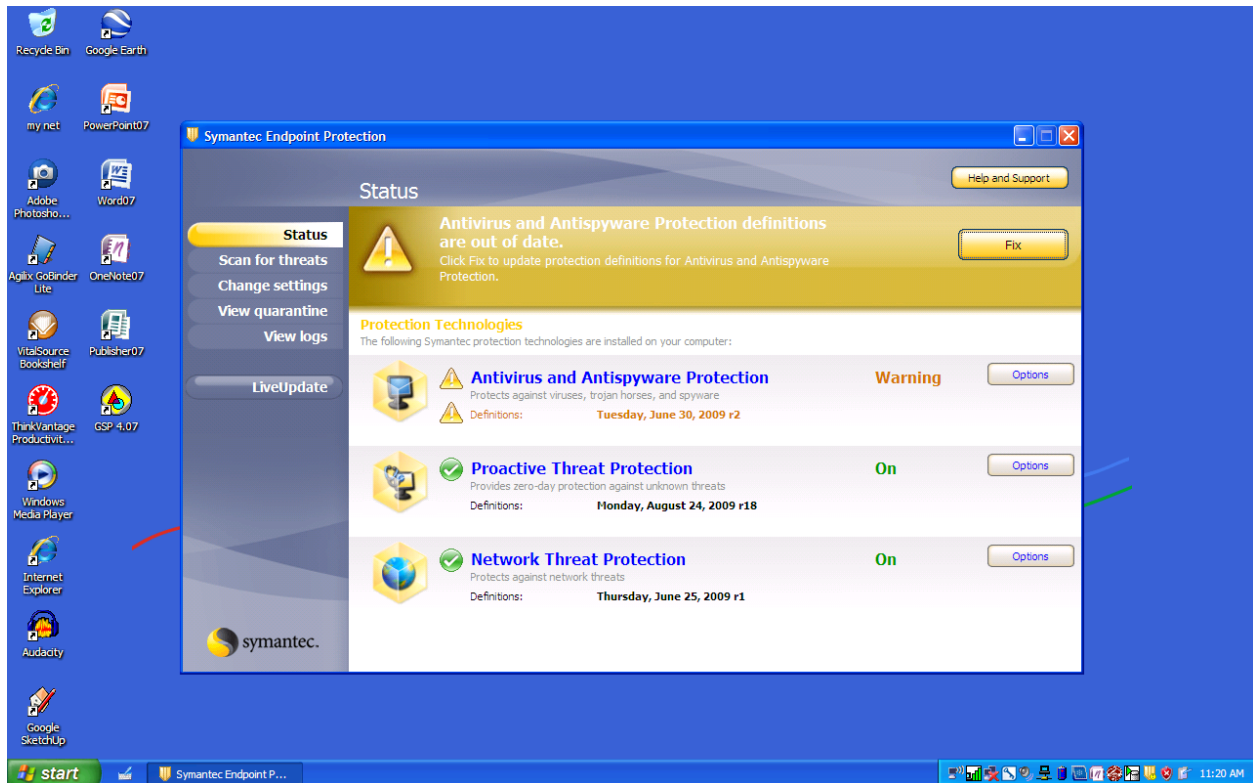 Recycle Bin
Google Earth
my net
PowerPoint07
Adobe
Photosho...
Word07
Agilix GoBinder
Lite
OneNote07
VitalSource
Bookshelf
Publisher07
ThinkVantage
Productivit...
GSP 4.07
Windows
Media Player
Internet
Explorer
Audacity
Google
SketchUp
Symantec Endpoint Protection
Status
Help and Support
Status
Scan for threats
Change settings
View quarantine
View logs
LiveUpdate
symantec.
Antivirus and Antispyware Protection definitions
are out of date.
Click Fix to update protection definitions for Antivirus and Antispyware
Protection.
Fix
Protection Technologies
The following Symantec protection technologies are installed on your computer:
Antivirus and Antispyware Protection
Warning
Options
Protects against viruses, trojan horses, and spyware
Definitions: Tuesday, June 30, 2009 r2
Proactive Threat Protection
On
Options
Provides zero-day protection against unknown threats
Definitions: Monday, August 24, 2009 r18
Network Threat Protection
On
Options
Protects against network threats
Definitions: Thursday, June 25, 2009 r1
start
Symantec Endpoint P...
11:20 AM